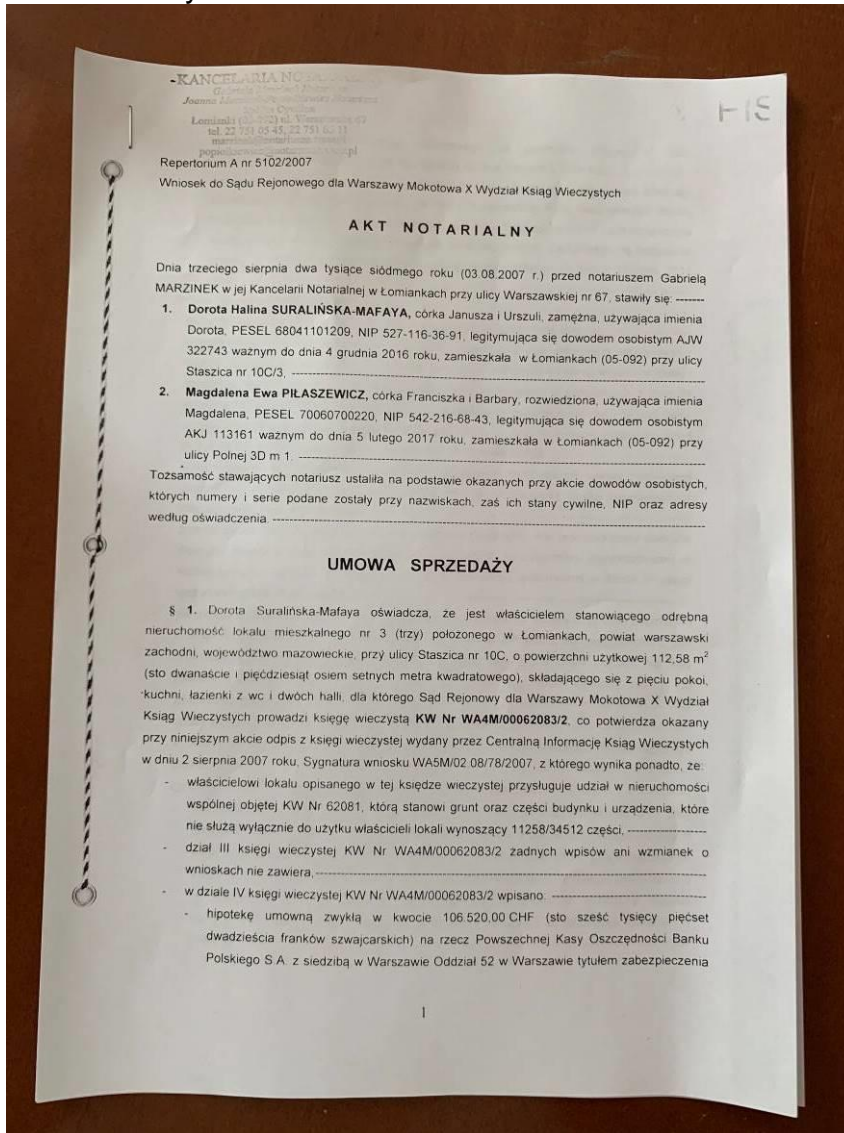 -KANCELARIA
tel. 22 751 05 45, 22 751 05 11
HIS
Repertorium A nr 5102/2007
Wniosek do Sądu Rejonowego dla Warszawy Mokotowa X Wydział Ksiąg Wieczystych
AKT NOTARIALNY
Dnia trzeciego sierpnia dwa tysiące siódmego roku (03.08.2007 r.) przed notariuszem Gabrielą
MARZINEK w jej Kancelarii Notarialnej w Łomiankach przy ulicy Warszawskiej nr 67, stawiły się: -------
1. Dorota Halina SURALIŃSKA-MAFAYA, córka Janusza i Urszuli, zamężna, używająca imienia
Dorota, PESEL 68041101209, NIP 527-116-36-91, legitymująca się dowodem osobistym AJW
322743 ważnym do dnia 4 grudnia 2016 roku, zamieszkała w Łomiankach (05-092) przy ulicy
Staszica nr 10C/3, -------
2. Magdalena Ewa PIŁASZEWICZ, córka Franciszka i Barbary, rozwiedziona, używająca imienia
Magdalena, PESEL 70060700220, NIP 542-216-68-43, legitymująca się dowodem osobistym
AKJ 113161 ważnym do dnia 5 lutego 2017 roku, zamieszkała w Łomiankach (05-092) przy
ulicy Polnej 3D m 1. -------
Tożsamość stawających notariusz ustaliła na podstawie okazanych przy akcie dowodów osobistych,
których numery i serie podane zostały przy nazwiskach, zaś ich stany cywilne, NIP oraz adresy
według oświadczenia. -------
UMOWA SPRZEDAŻY
§ 1. Dorota Suralińska-Mafaya oświadcza, że jest właścicielem stanowiącego odrębną
nieruchomość lokalu mieszkalnego nr 3 (trzy) położonego w Łomiankach, powiat warszawski
zachodni, województwo mazowieckie, przy ulicy Staszica nr 10C, o powierzchni użytkowej 112,58 m²
(sto dwanaście i pięćdziesiąt osiem setnych metra kwadratowego), składającego się z pięciu pokoi,
kuchni, łazienki z wc i dwóch halli, dla którego Sąd Rejonowy dla Warszawy Mokotowa X Wydział
Ksiąg Wieczystych prowadzi księgę wieczystą KW Nr WA4M/00062083/2, co potwierdza okazany
przy niniejszym akcie odpis z księgi wieczystej wydany przez Centralną Informację Ksiąg Wieczystych
w dniu 2 sierpnia 2007 roku, Sygnatura wniosku WA5M/02.08/78/2007, z którego wynika ponadto, że:
- właścicielowi lokalu opisanego w tej księdze wieczystej przysługuje udział w nieruchomości
wspólnej objętej KW Nr 62081, którą stanowi grunt oraz części budynku i urządzenia, które
nie służą wyłącznie do użytku właścicieli lokali wynoszący 11258/34512 części, -------
- dział III księgi wieczystej KW Nr WA4M/00062083/2 żadnych wpisów ani wzmianek o
wnioskach nie zawiera, -------
- w dziale IV księgi wieczystej KW Nr WA4M/00062083/2 wpisano: -------
- hipotekę umowną zwykłą w kwocie 106.520,00 CHF (sto sześć tysięcy pięćset
dwadzieścia franków szwajcarskich) na rzecz Powszechnej Kasy Oszczędności Banku
Polskiego S.A. z siedzibą w Warszawie Oddział 52 w Warszawie tytułem zabezpieczenia
1